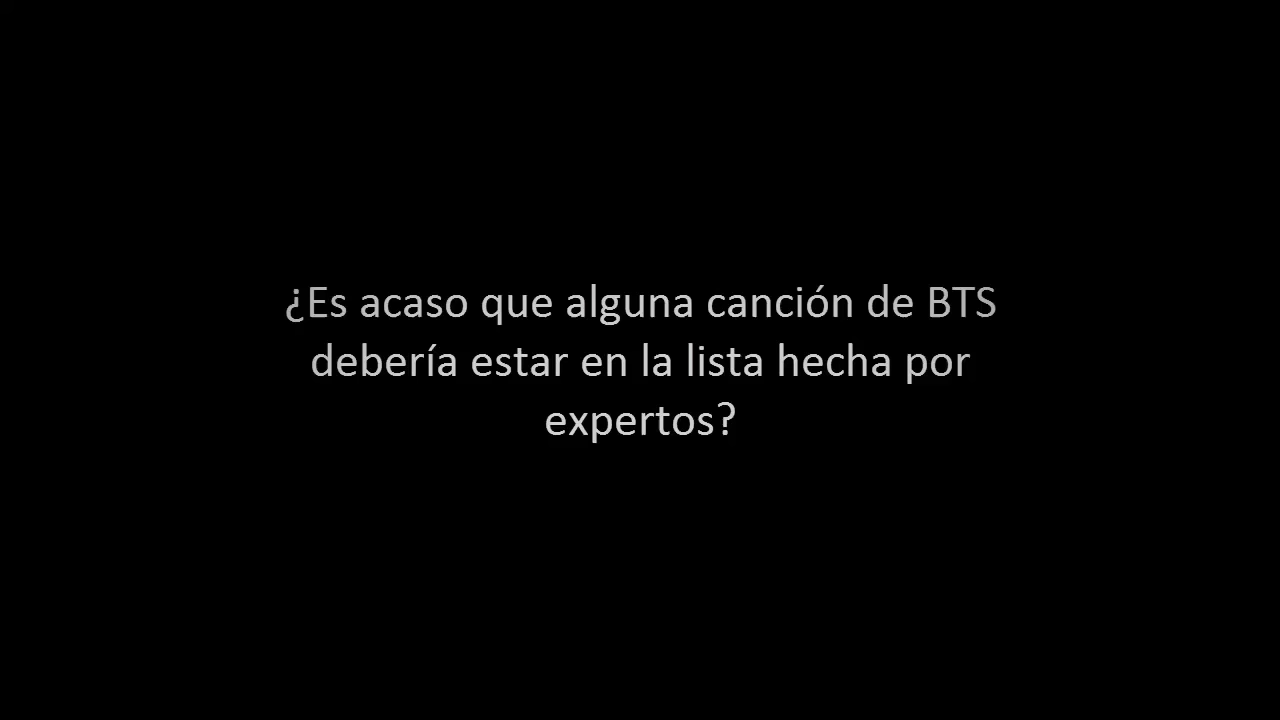 ¿Es acaso que alguna canción de BTS
debería estar en la lista hecha por
expertos?